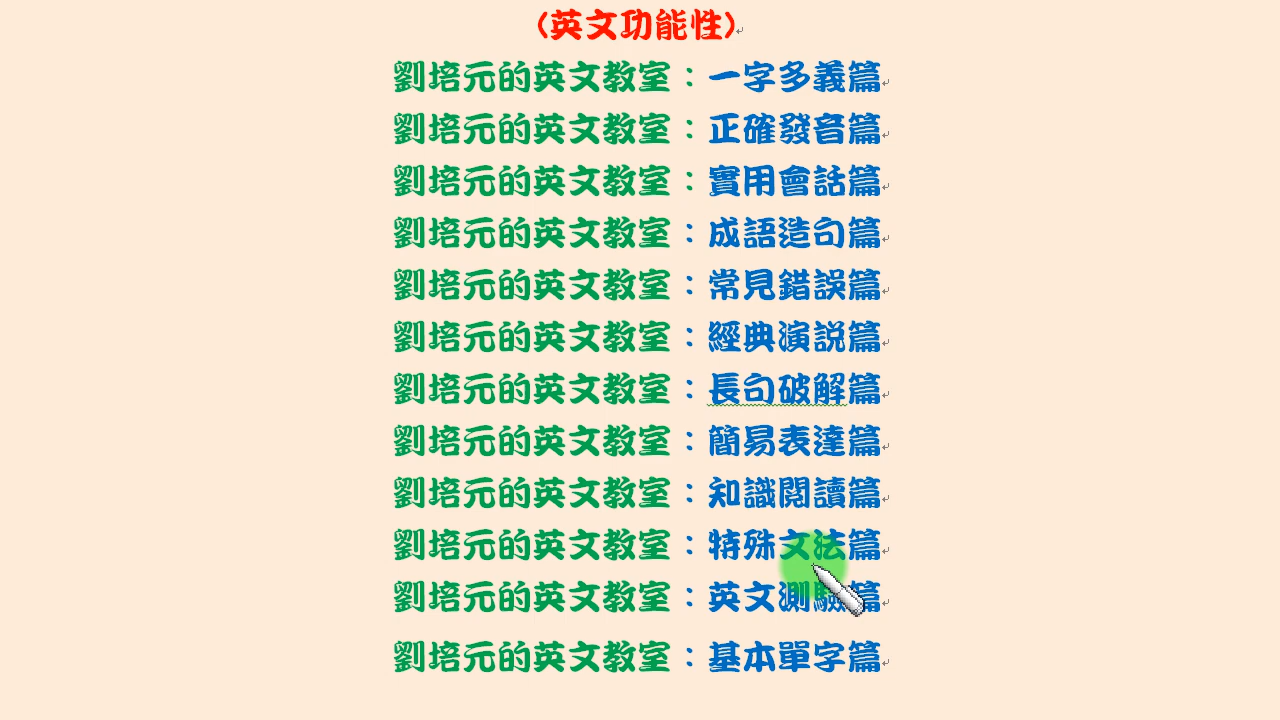 (英文功能性)
劉培元的英文教室：一字多義篇
劉培元的英文教室：正確發音篇
劉培元的英文教室：實用會話篇
劉培元的英文教室：成語造句篇
劉培元的英文教室：常見錯誤篇
劉培元的英文教室：經典演說篇
劉培元的英文教室：長句破解篇
劉培元的英文教室：簡易表達篇
劉培元的英文教室：知識閱讀篇
劉培元的英文教室：特殊文法篇
劉培元的英文教室：英文測驗篇
劉培元的英文教室：基本單字篇